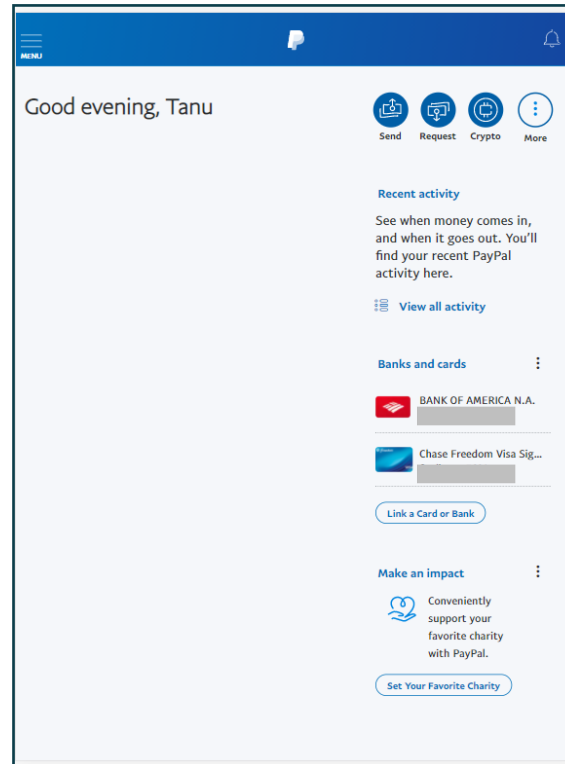 MENU
Good evening, Tanu
Send Request Crypto More
Recent activity
See when money comes in,
and when it goes out. You'll
find your recent PayPal
activity here.
View all activity
Banks and cards
BANK OF AMERICA N.A.
Chase Freedom Visa Sig...
Link a Card or Bank
Make an impact
Conveniently
support your
favorite charity
with PayPal.
Set Your Favorite Charity